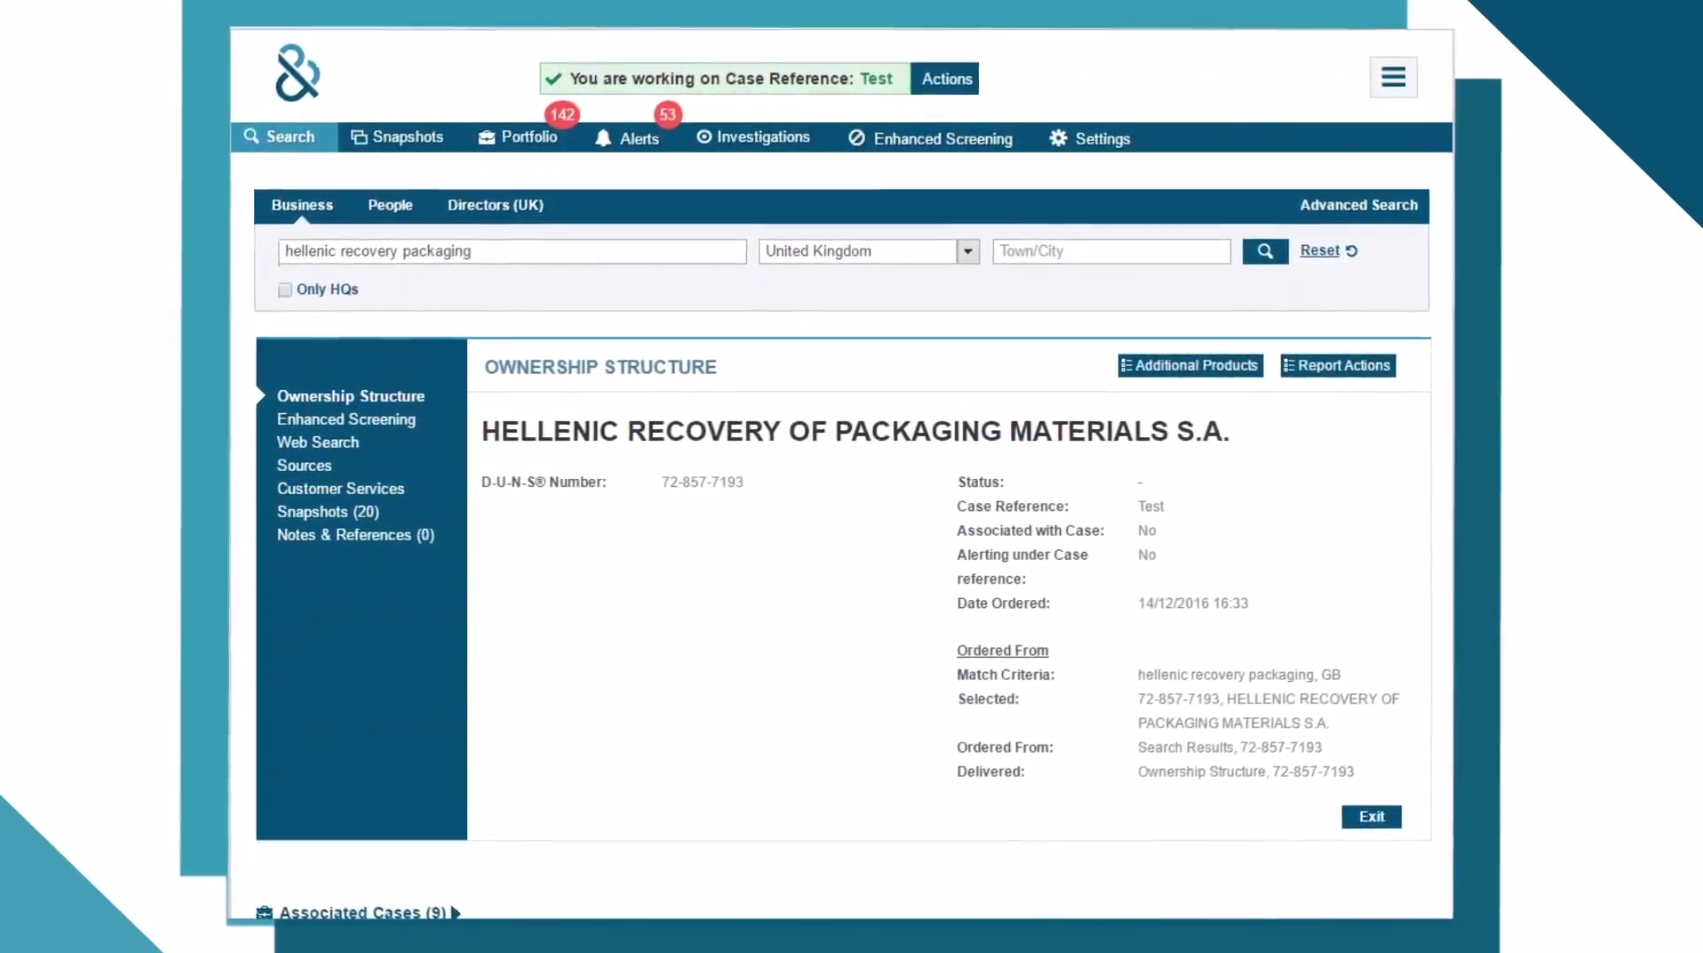 You are working on Case Reference: Test Actions
142 53
Search Snapshots Portfolio Alerts Investigations Enhanced Screening Settings
Business People Directors (UK) Advanced Search
hellenic recovery packaging United Kingdom Town/City Reset
Only HQs
OWNERSHIP STRUCTURE Additional Products Report Actions
Ownership Structure
Enhanced Screening
Web Search
Sources
Customer Services
Snapshots (20)
Notes & References (0)
HELLENIC RECOVERY OF PACKAGING MATERIALS S.A.
D-U-N-S® Number: 72-857-7193
Status: -
Case Reference: Test
Associated with Case: No
Alerting under Case No
reference:
Date Ordered: 14/12/2016 16:33
Ordered From
Match Criteria: hellenic recovery packaging, GB
Selected: 72-857-7193, HELLENIC RECOVERY OF
PACKAGING MATERIALS S.A.
Ordered From: Search Results, 72-857-7193
Delivered: Ownership Structure, 72-857-7193
Exit
Associated Cases (9)